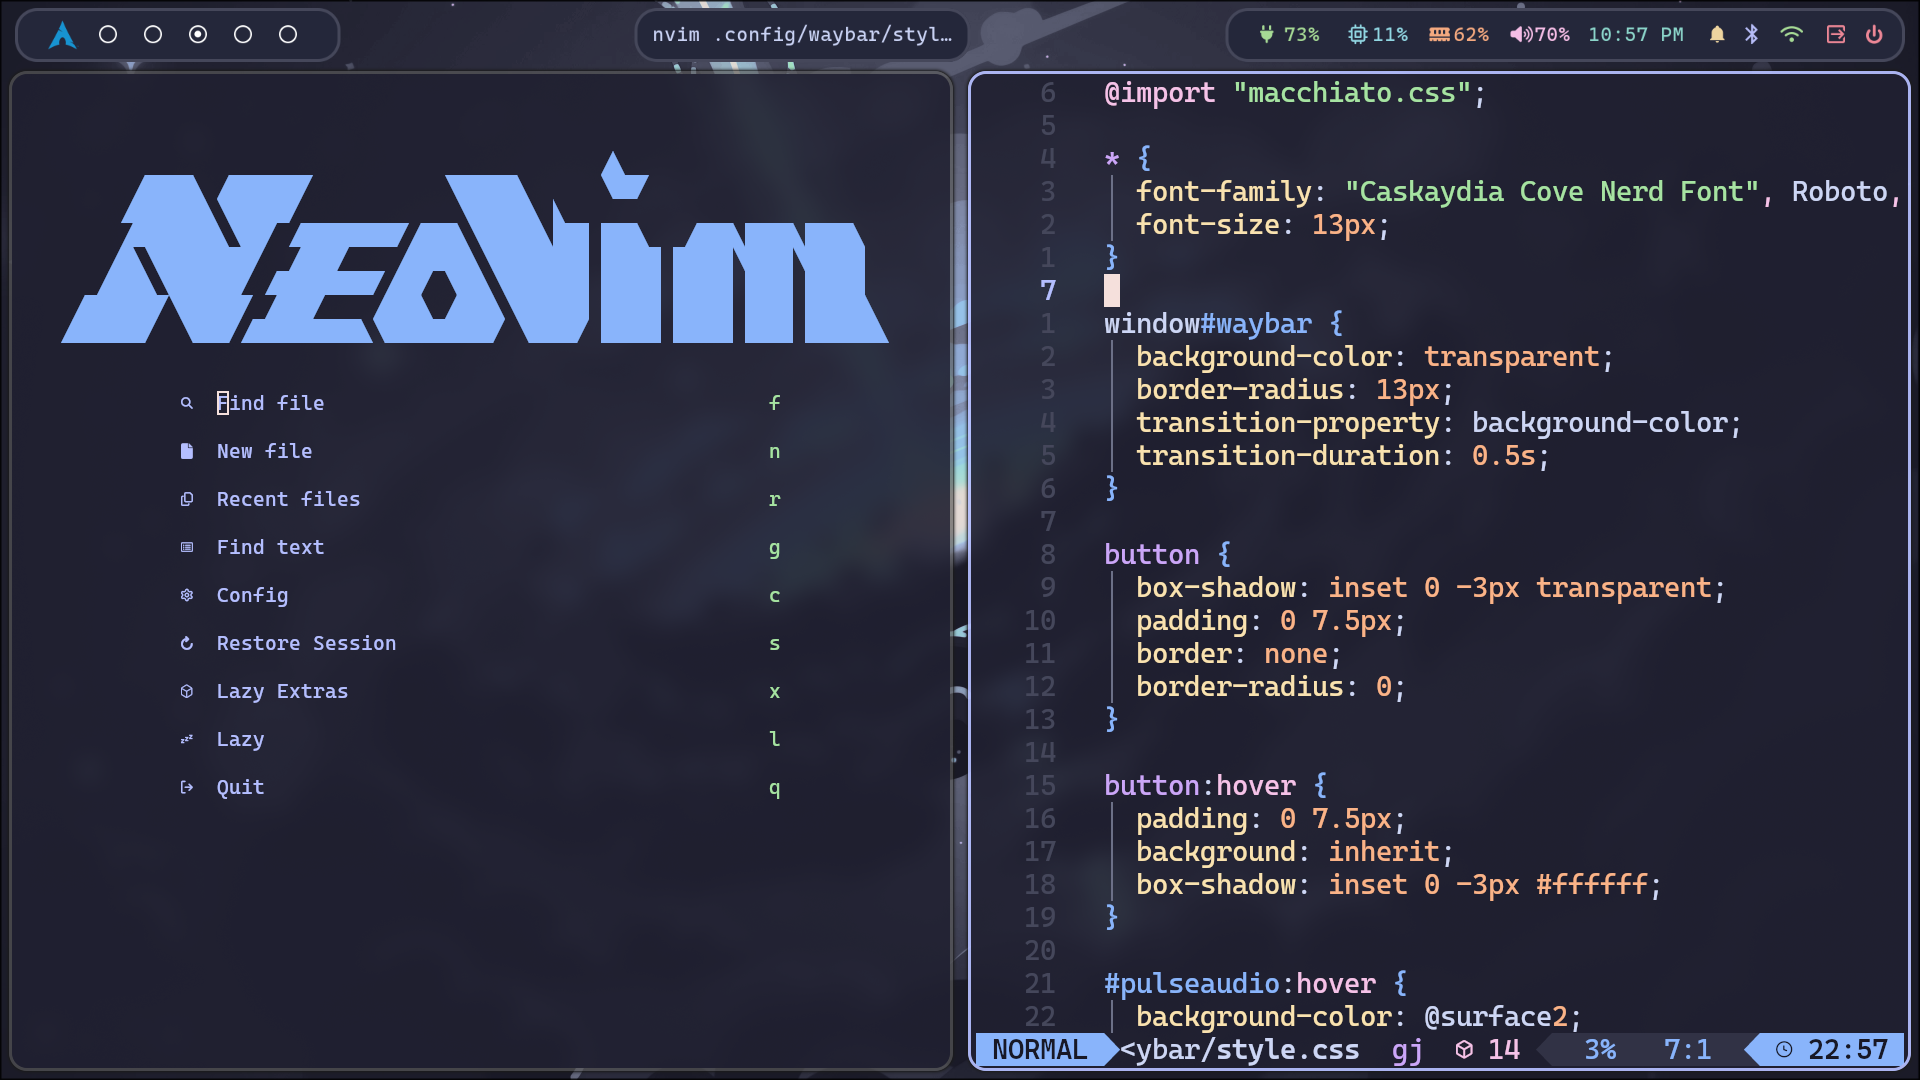 nvim .config/waybar/styl…
73% 11% 62% 70% 10:57 PM
NEOVIM
Find file f
New file n
Recent files r
Find text g
Config c
Restore Session s
Lazy Extras x
Lazy l
Quit q
6 @import "macchiato.css";
5
4 * {
3 font-family: "Caskaydia Cove Nerd Font", Roboto,
2 font-size: 13px;
1 }
7
1 window#waybar {
2 background-color: transparent;
3 border-radius: 13px;
4 transition-property: background-color;
5 transition-duration: 0.5s;
6 }
7
8 button {
9 box-shadow: inset 0 -3px transparent;
10 padding: 0 7.5px;
11 border: none;
12 border-radius: 0;
13 }
14
15 button:hover {
16 padding: 0 7.5px;
17 background: inherit;
18 box-shadow: inset 0 -3px #ffffff;
19 }
20
21 #pulseaudio:hover {
22 background-color: @surface2;
NORMAL <ybar/style.css gj 14 3% 7:1 22:57